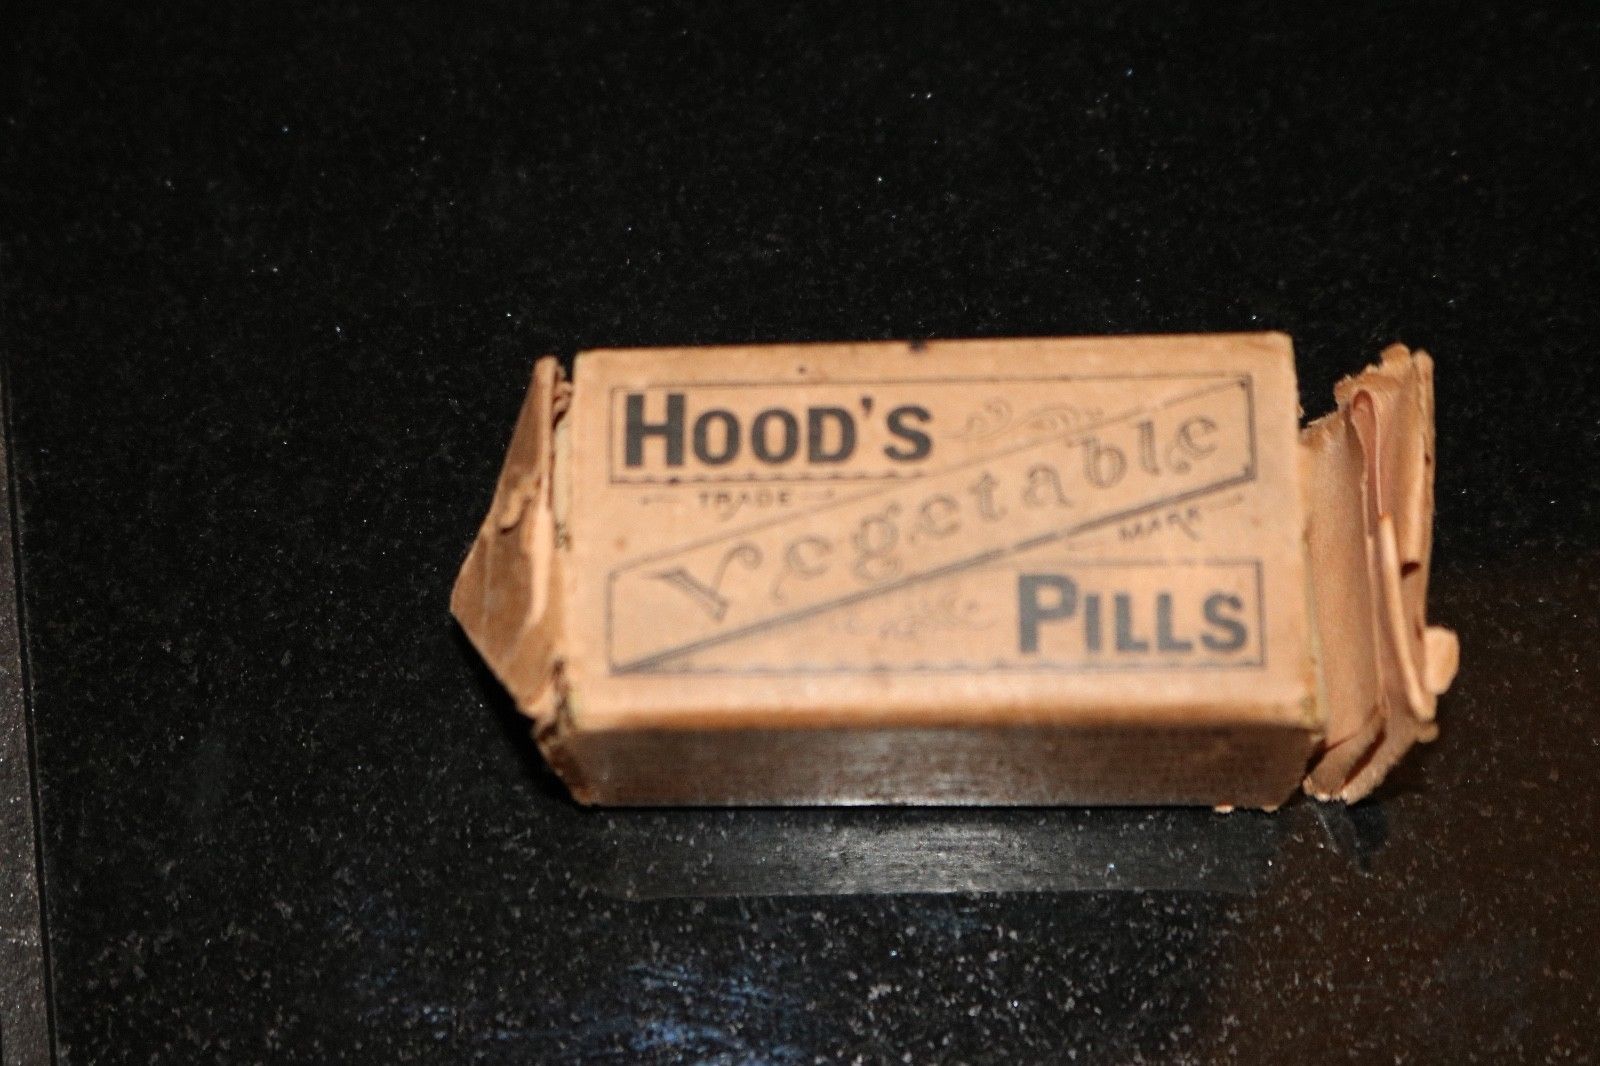 HOOD'S
TRADE
Vegetable
MARK
PILLS